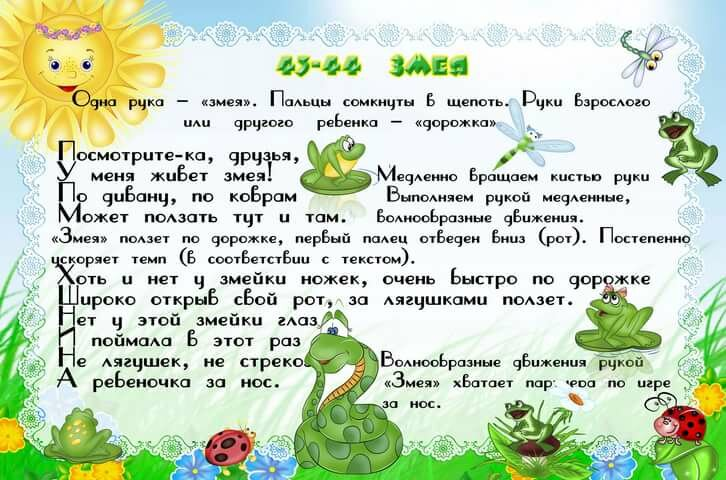 43-44 ЗМЕЯ
Одна рука – «змея». Пальцы сомкнуты в щепоть. Руки взрослого
или другого ребенка – «дорожка»
Посмотрите-ка, друзья,
У меня живет змея! Медленно вращаем кистью руки
По дивану, по коврам Выполняем рукой медленные,
Может ползать тут и там. волнообразные движения.
«Змея» ползет по дорожке, первый палец отведен вниз (рот). Постепенно
ускоряет темп (в соответствии с текстом).
Хоть и нет у змейки ножек, очень быстро по дорожке
Широко открыв свой рот, за лягушками ползет.
Нет у этой змейки глаз
И поймала в этот раз
Не лягушек, не Волнообразные движения рукой
А ребеночка за нос. «Змея» хватает по игре
за нос.